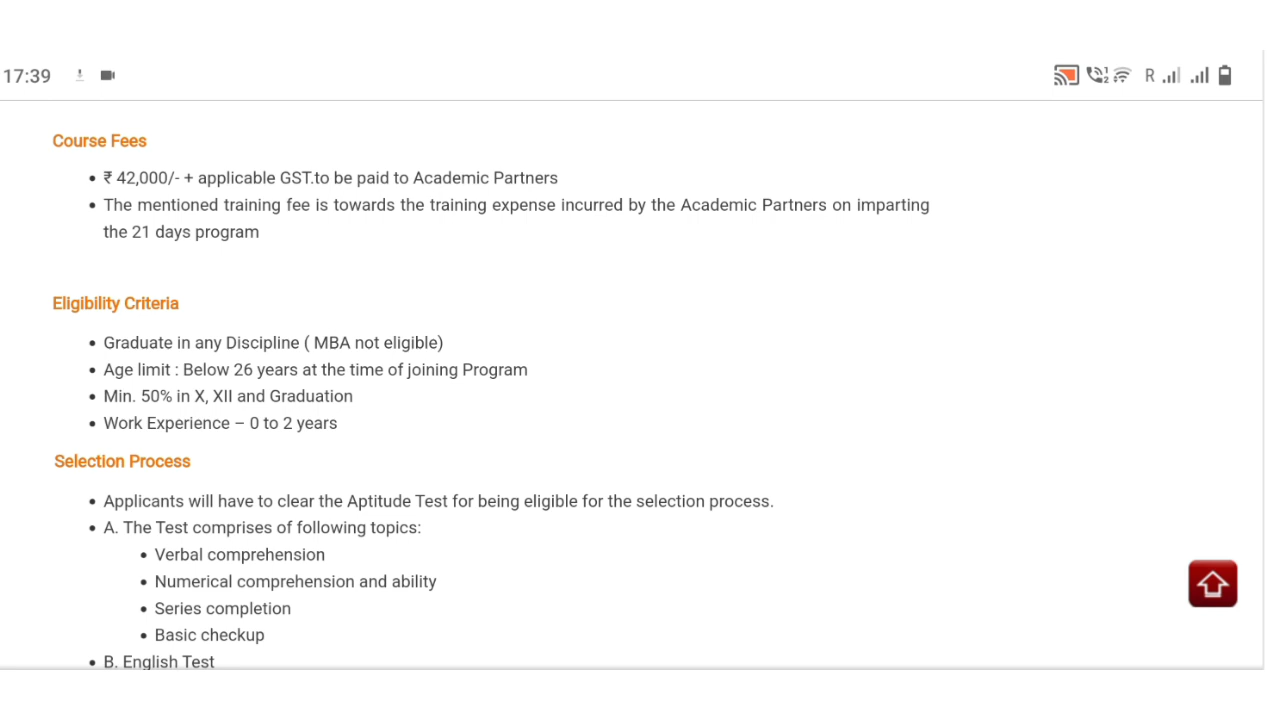 17:39
R
Course Fees
• ₹ 42,000/- + applicable GST.to be paid to Academic Partners
• The mentioned training fee is towards the training expense incurred by the Academic Partners on imparting
the 21 days program
Eligibility Criteria
• Graduate in any Discipline ( MBA not eligible)
• Age limit : Below 26 years at the time of joining Program
• Min. 50% in X, XII and Graduation
• Work Experience – 0 to 2 years
Selection Process
• Applicants will have to clear the Aptitude Test for being eligible for the selection process.
• A. The Test comprises of following topics:
• Verbal comprehension
• Numerical comprehension and ability
• Series completion
• Basic checkup
• B. English Test